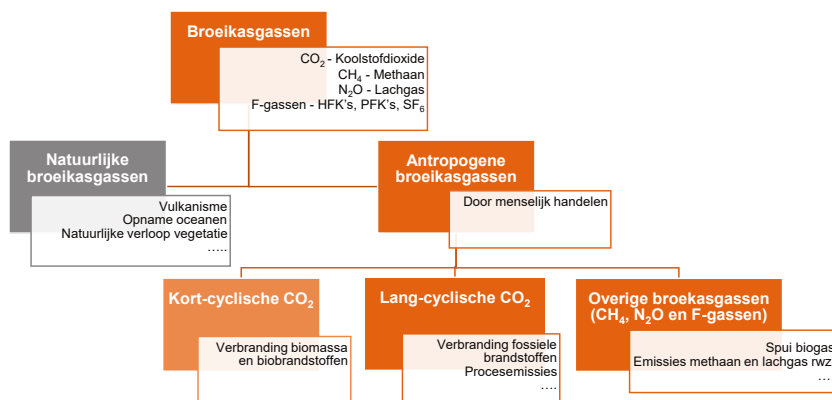 Broeikasgassen
CO₂ - Koolstofdioxide
CH₄ - Methaan
N₂O - Lachgas
F-gassen - HFK's, PFK's, SF₆
Natuurlijke
broeikasgassen
Vulkanisme
Opname oceanen
Natuurlijke verloop vegetatie
…..
Antropogene
broeikasgassen
Door menselijk handelen
Kort-cyclische CO₂
Verbranding biomassa
en biobrandstoffen
Lang-cyclische CO₂
Verbranding fossiele
brandstoffen
Procesemissies
….
Overige broekasgassen
(CH₄, N₂O en F-gassen)
Spui biogas
Emissies methaan en lachgas rwz
….